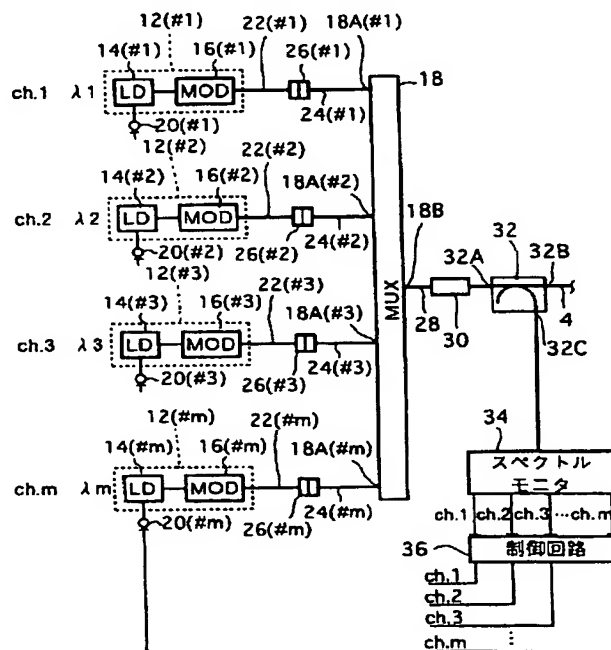 12(#1)
14(#1) 16(#1) 22(#1) 26(#1) 18A(#1)
18
ch.1 λ1 LD MOD
20(#1) 24(#1)
12(#2)
14(#2) 16(#2) 22(#2) 18A(#2)
ch.2 λ2 LD MOD
18B
20(#2) 26(#2) 24(#2)
12(#3)
32A 32 32B
14(#3) 16(#3) 22(#3) 18A(#3)
MUX
28 30 4
32C
ch.3 λ3 LD MOD
20(#3) 26(#3) 24(#3)
12(#m)
14(#m) 16(#m) 22(#m) 18A(#m)
34
ch.m λm LD MOD
スペクトル
モニタ
20(#m) 26(#m) 24(#m)
ch.1 ch.2 ch.3 …ch.m
36 制御回路
ch.1
ch.2
ch.3
ch.m